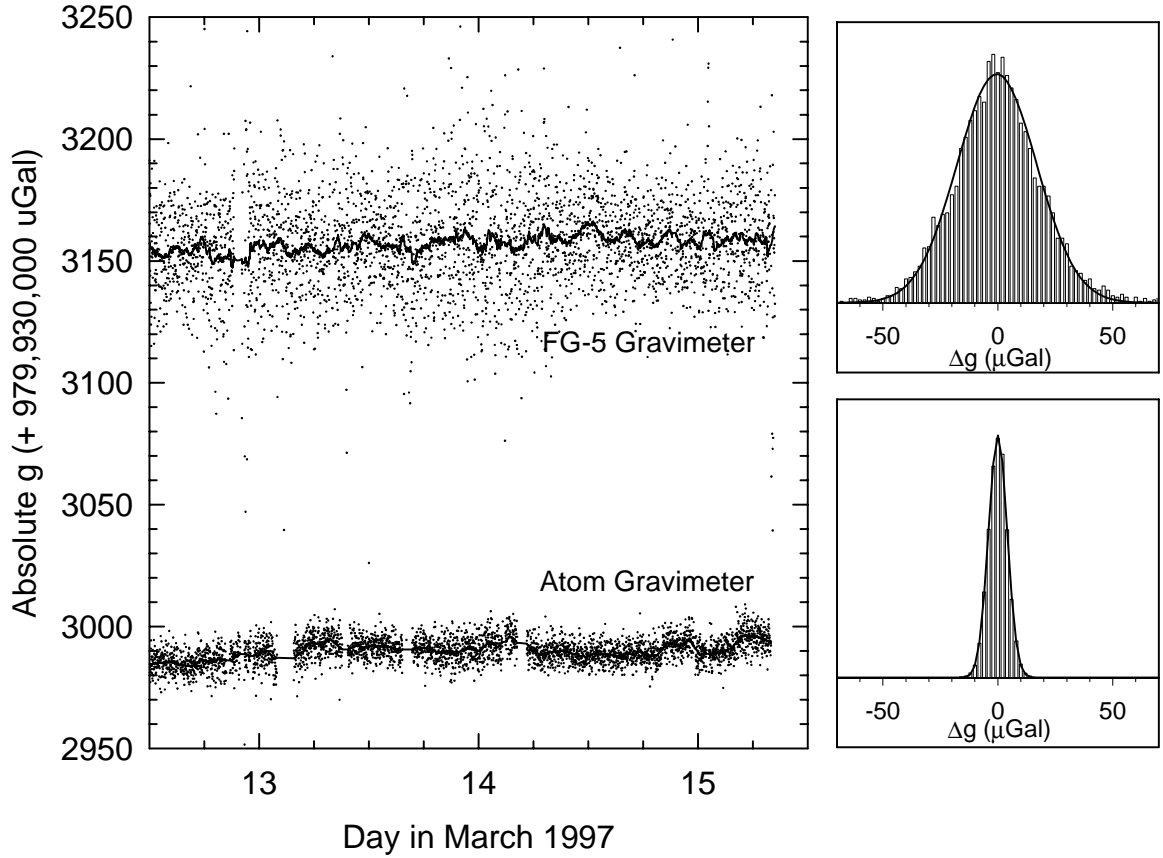 Absolute g (+ 979,930,000 uGal)
3250
3200
3150
3100
3050
3000
2950
FG-5 Gravimeter
Atom Gravimeter
13 14 15
Day in March 1997
-50 0 50
Δg (μGal)
-50 0 50
Δg (μGal)